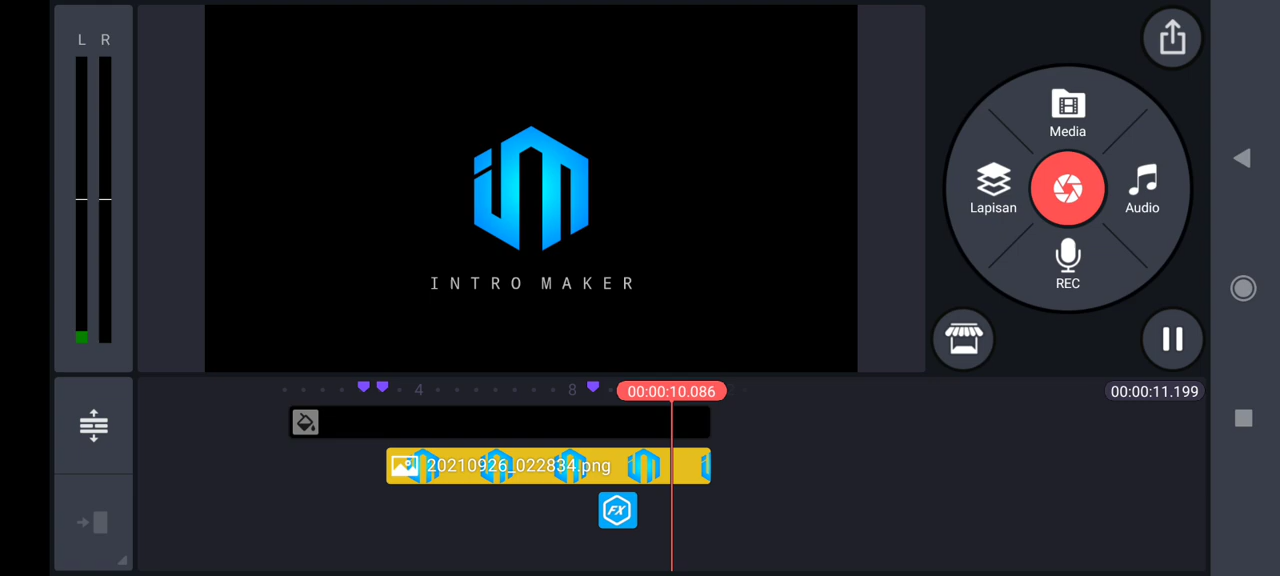 L R
INTRO MAKER
Media
Lapisan
Audio
REC
4 8
00:00:10.086
00:00:11.199
20210926_022834.png
FX